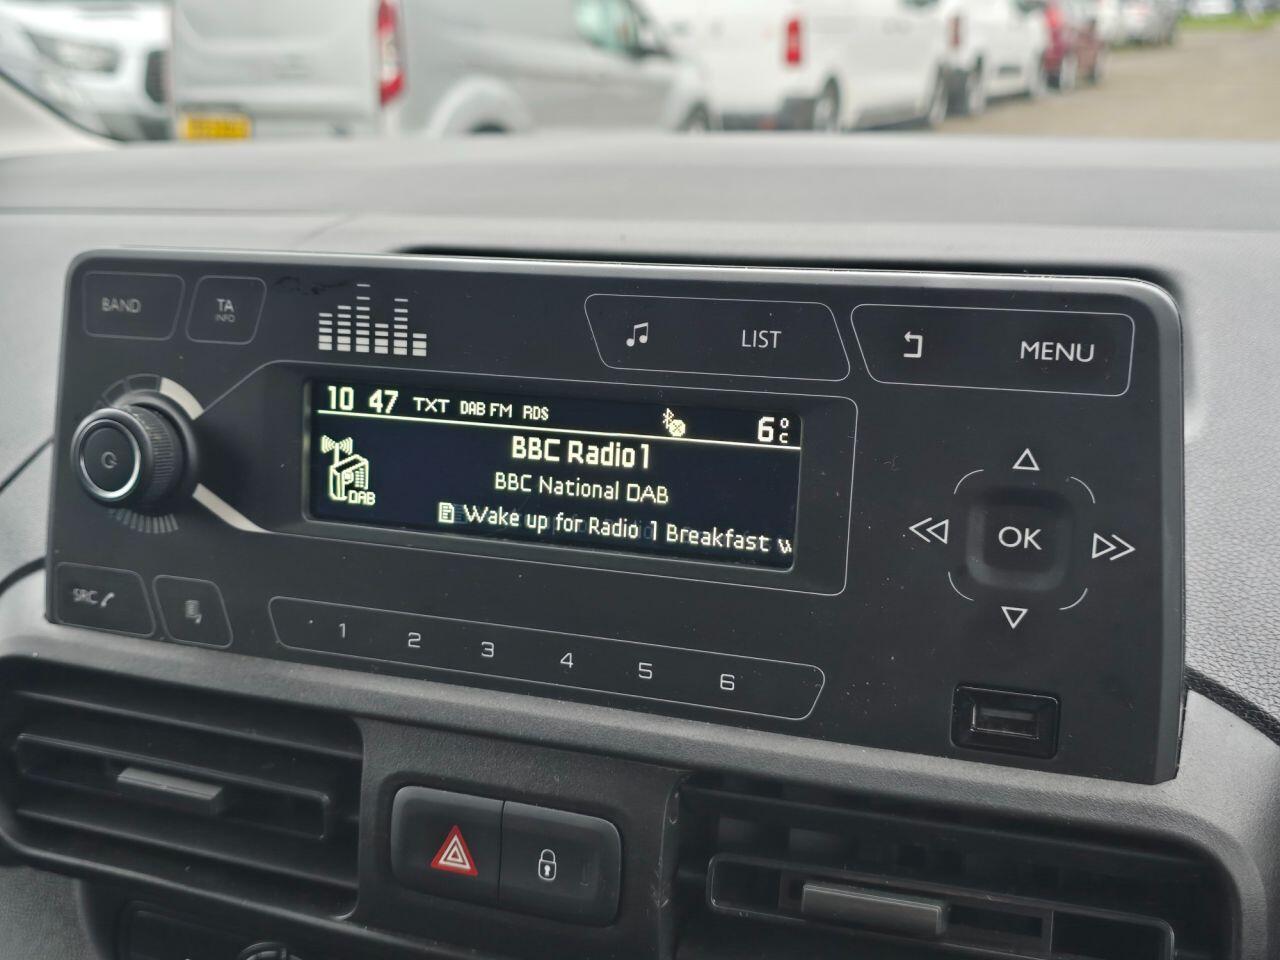 BAND
TA
INFO
LIST
MENU
10 47 TXT DAB FM RDS 6°C
BBC Radio 1
BBC National DAB
DAB
Wake up for Radio 1 Breakfast
OK
SRC
1 2 3 4 5 6